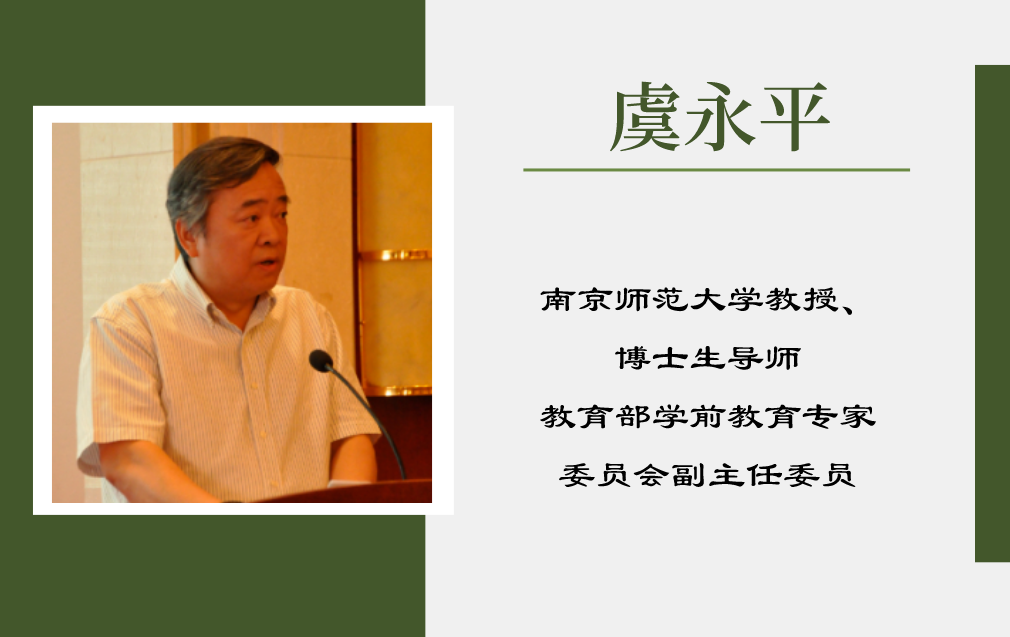 虞永平
南京师范大学教授、
博士生导师
教育部学前教育专家
委员会副主任委员